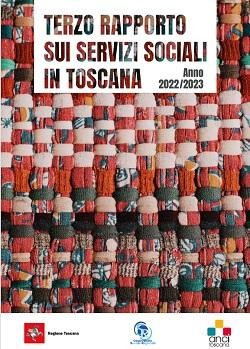 TERZO RAPPORTO
SUI SERVIZI SOCIALI
IN TOSCANA
Anno
2022/2023
Regione Toscana
anci
toscana